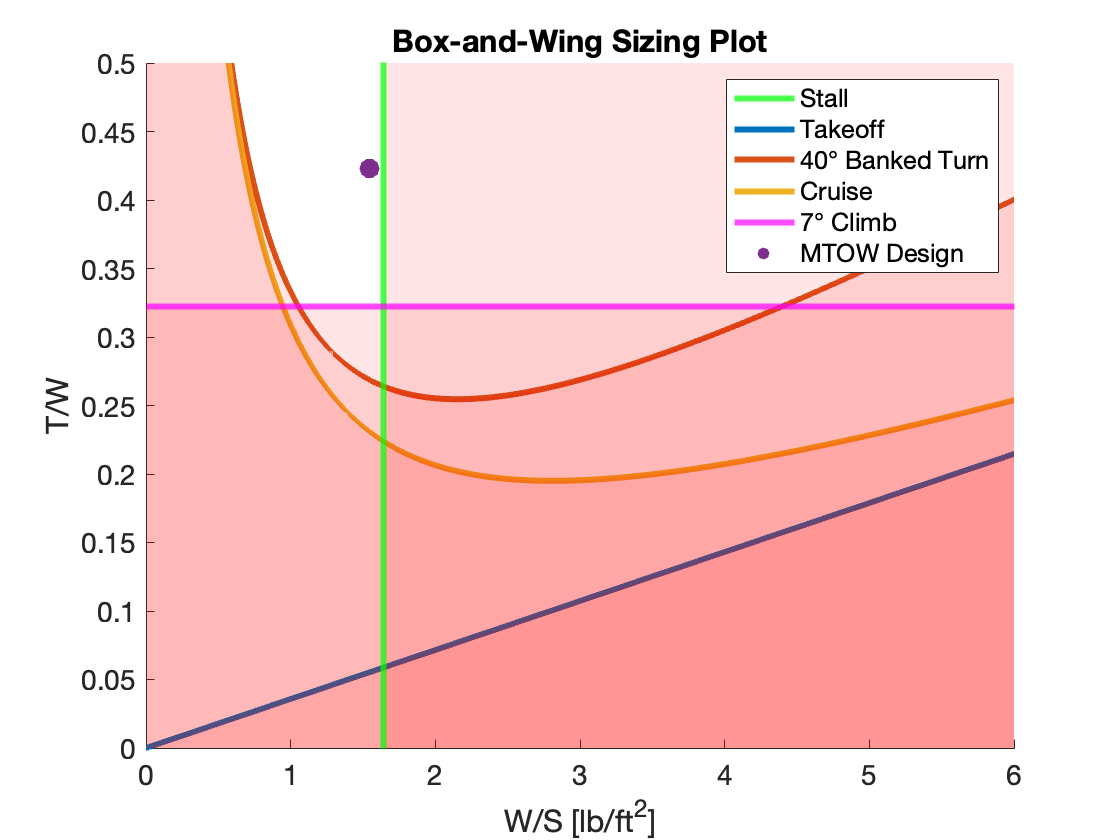 Box-and-Wing Sizing Plot
0.5
0.45
0.4
0.35
0.3
0.25
0.2
0.15
0.1
0.05
0
T/W
Stall
Takeoff
40° Banked Turn
Cruise
7° Climb
MTOW Design
0 1 2 3 4 5 6
W/S [lb/ft²]